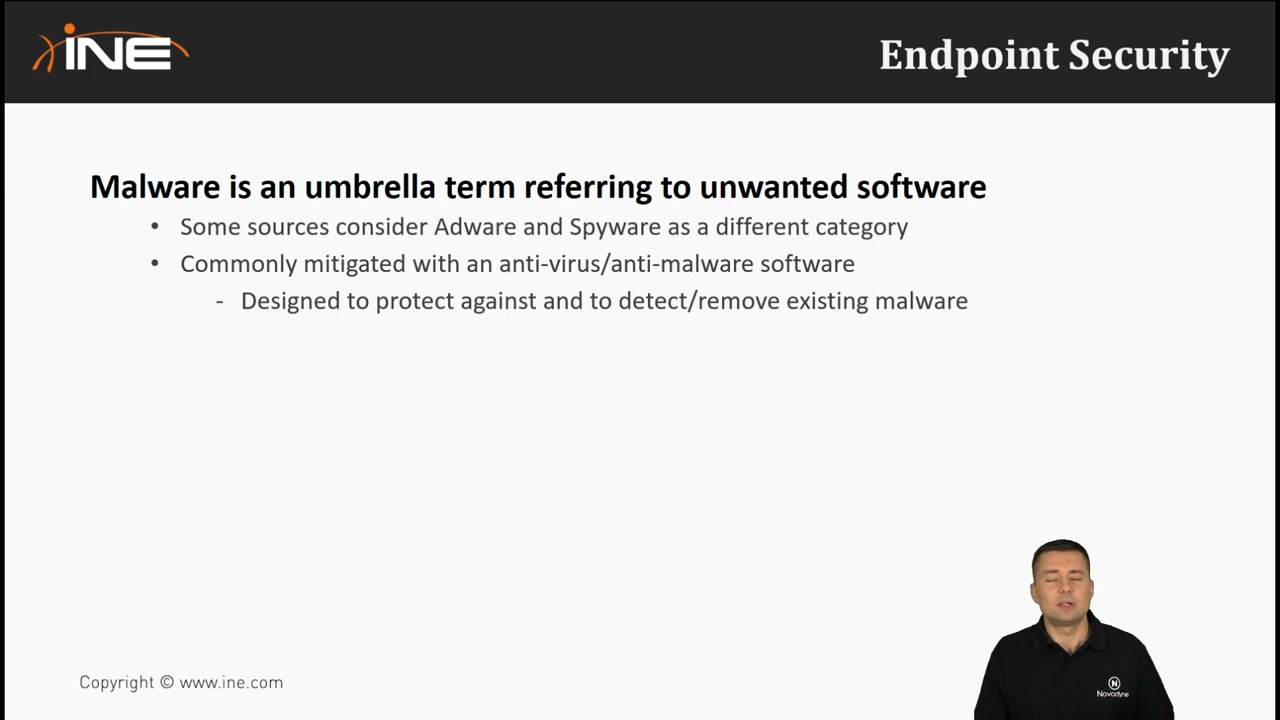 INE
Endpoint Security
Malware is an umbrella term referring to unwanted software
• Some sources consider Adware and Spyware as a different category
• Commonly mitigated with an anti-virus/anti-malware software
- Designed to protect against and to detect/remove existing malware
N
Novodyne
Copyright © www.ine.com